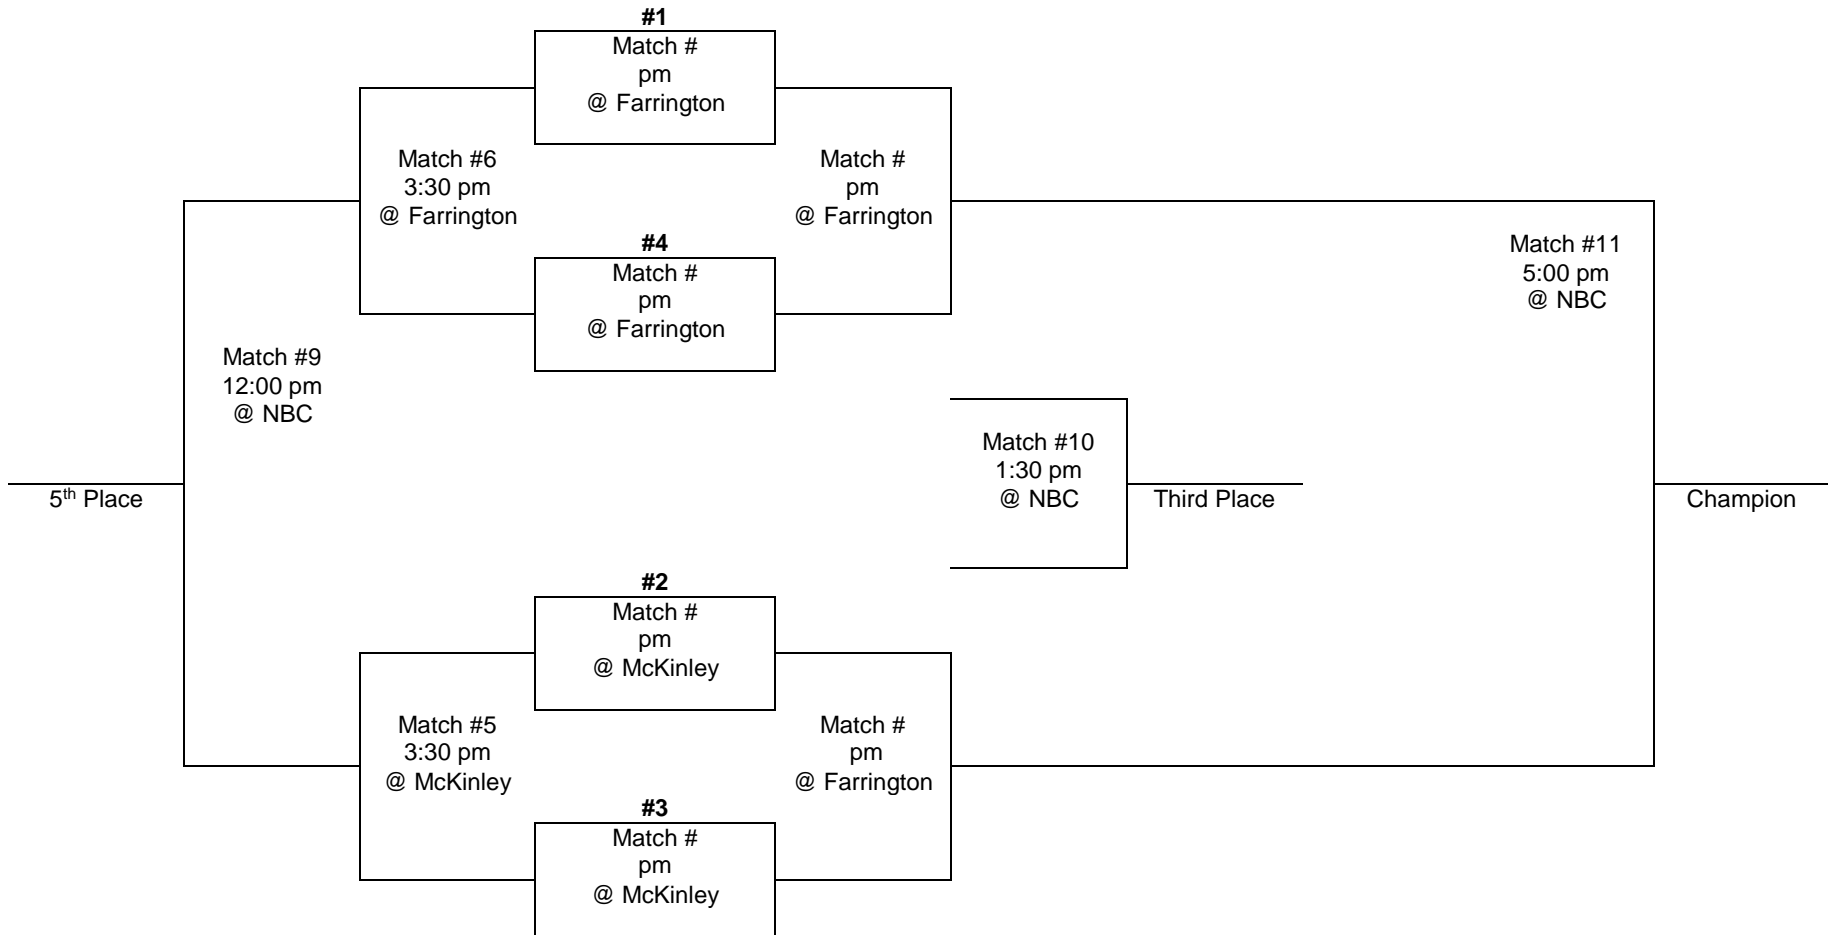 #1
Match #
pm
@ Farrington
Match #6
3:30 pm
@ Farrington
Match #
pm
@ Farrington
#4
Match #
pm
@ Farrington
Match #11
5:00 pm
@ NBC
Match #9
12:00 pm
@ NBC
Match #10
1:30 pm
@ NBC
5th Place
Third Place
Champion
#2
Match #
pm
@ McKinley
Match #5
3:30 pm
@ McKinley
Match #
pm
@ Farrington
#3
Match #
pm
@ McKinley